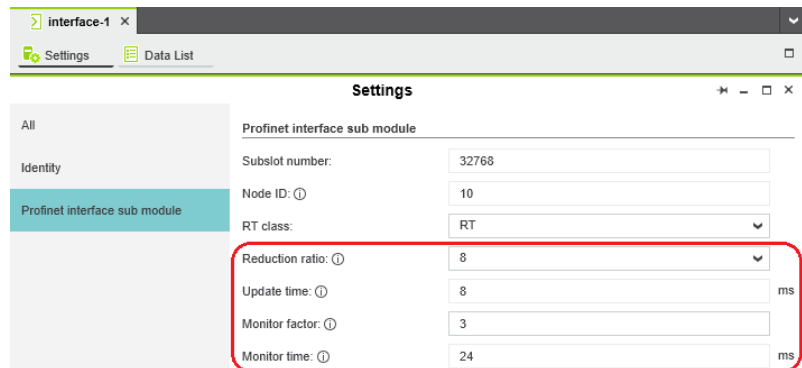 interface-1
Settings Data List
Settings
All
Identity
Profinet interface sub module
Profinet interface sub module
Subslot number: 32768
Node ID: 10
RT class: RT
Reduction ratio: 8
Update time: 8 ms
Monitor factor: 3
Monitor time: 24 ms